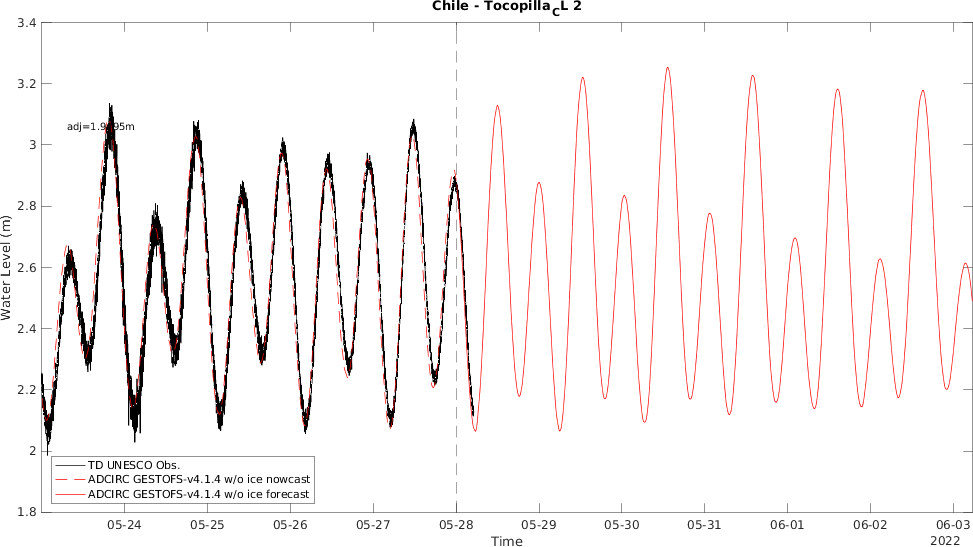 Chile - Tocopilla_CL 2
3.4
3.2
3
2.8
2.6
2.4
2.2
2
1.8
Water Level (m)
TD UNESCO Obs.
ADCIRC GESTOFS-v4.1.4 w/o ice nowcast
ADCIRC GESTOFS-v4.1.4 w/o ice forecast
05-24 05-25 05-26 05-27 05-28 05-29 05-30 05-31 06-01 06-02 06-03
Time
2022